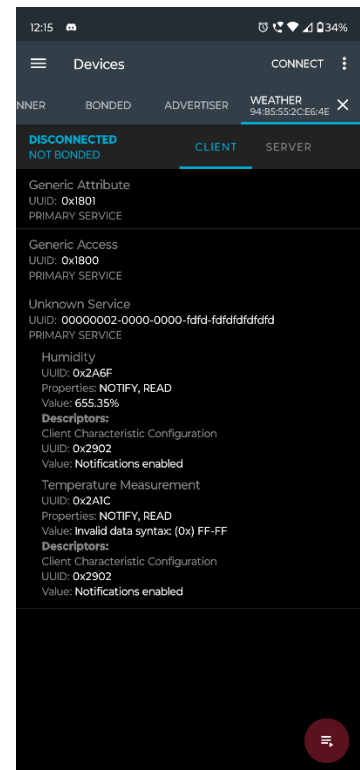 12:15 34%
Devices CONNECT
NNER BONDED ADVERTISER WEATHER
94:B5:55:2C:E6:4E
DISCONNECTED
NOT BONDED
CLIENT SERVER
Generic Attribute
UUID: 0x1801
PRIMARY SERVICE
Generic Access
UUID: 0x1800
PRIMARY SERVICE
Unknown Service
UUID: 00000002-0000-0000-fdfd-fdfdfdfdfdfd
PRIMARY SERVICE
Humidity
UUID: 0x2A6F
Properties: NOTIFY, READ
Value: 655.35%
Descriptors:
Client Characteristic Configuration
UUID: 0x2902
Value: Notifications enabled
Temperature Measurement
UUID: 0x2A1C
Properties: NOTIFY, READ
Value: Invalid data syntax: (0x) FF-FF
Descriptors:
Client Characteristic Configuration
UUID: 0x2902
Value: Notifications enabled